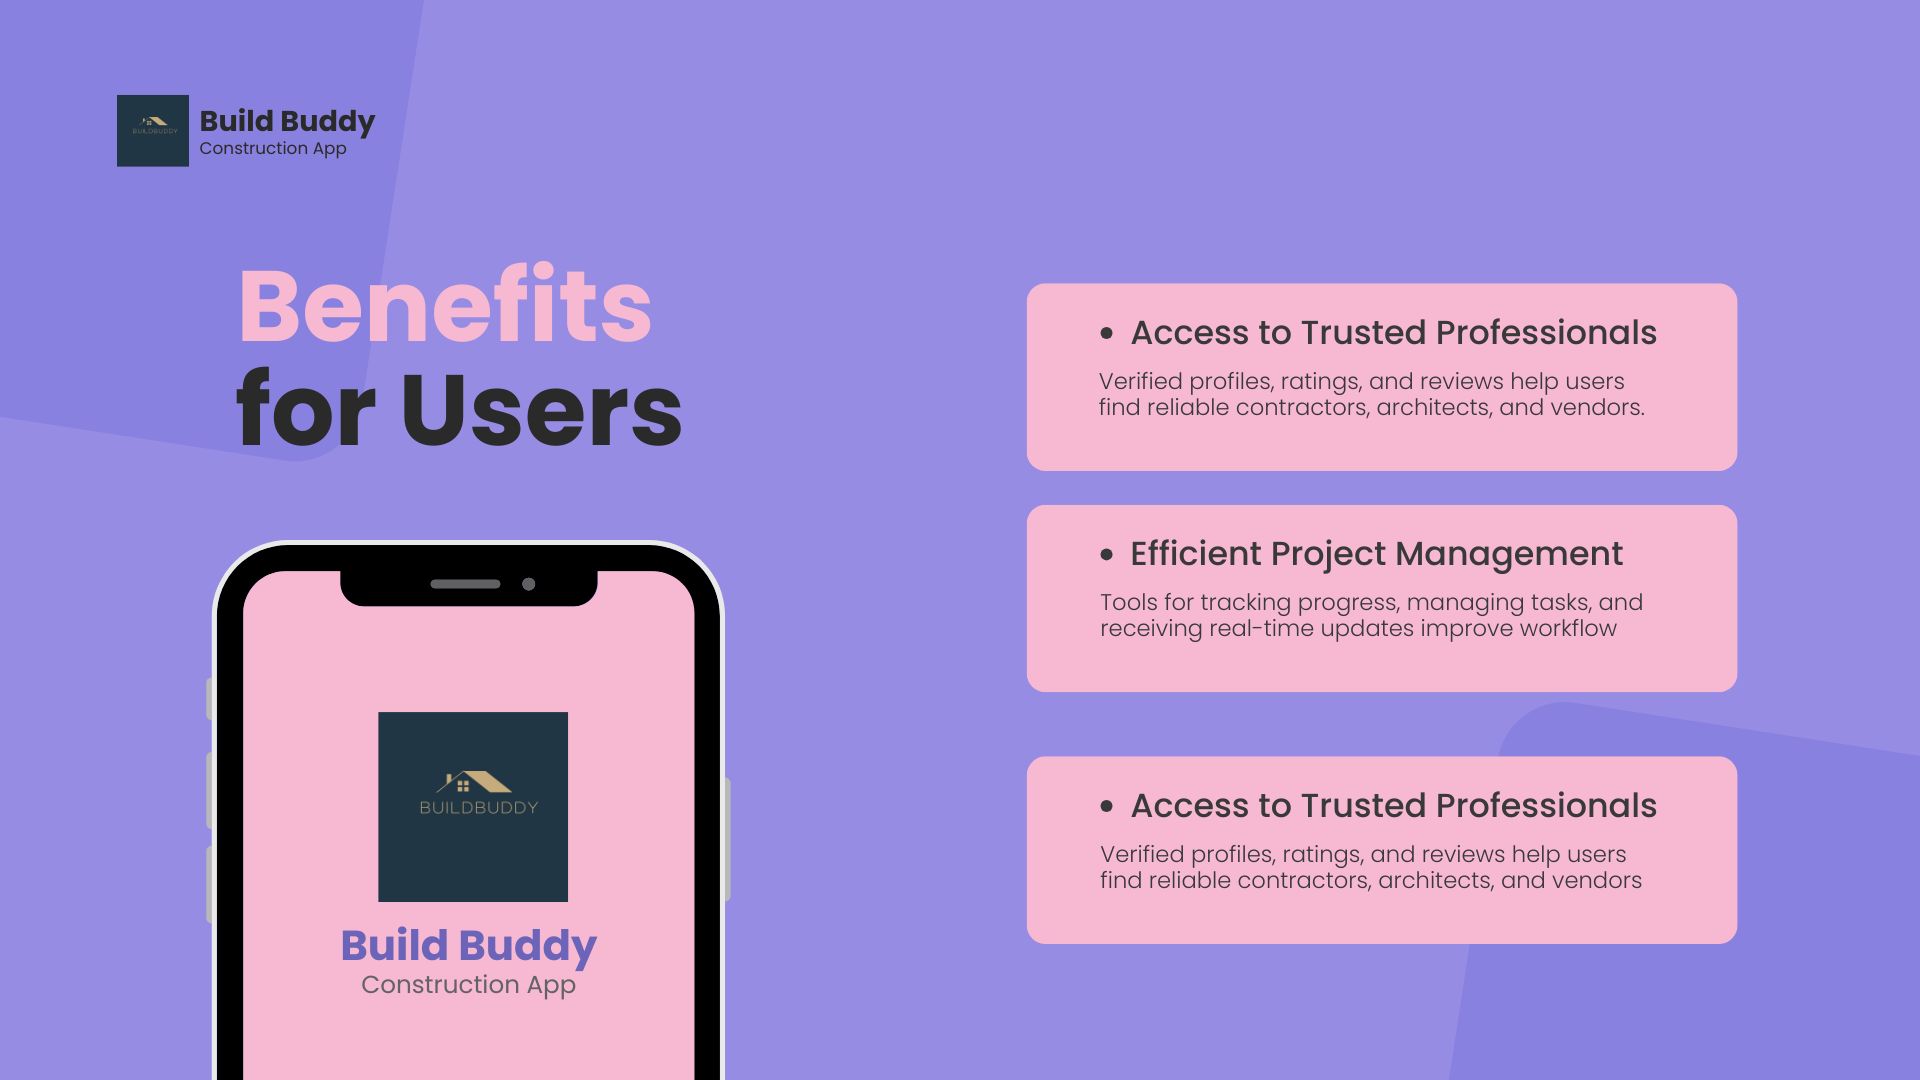 BUILDBUDDY
Build Buddy
Construction App
Benefits
for Users
BUILDBUDDY
Build Buddy
Construction App
• Access to Trusted Professionals
Verified profiles, ratings, and reviews help users
find reliable contractors, architects, and vendors.
• Efficient Project Management
Tools for tracking progress, managing tasks, and
receiving real-time updates improve workflow
• Access to Trusted Professionals
Verified profiles, ratings, and reviews help users
find reliable contractors, architects, and vendors